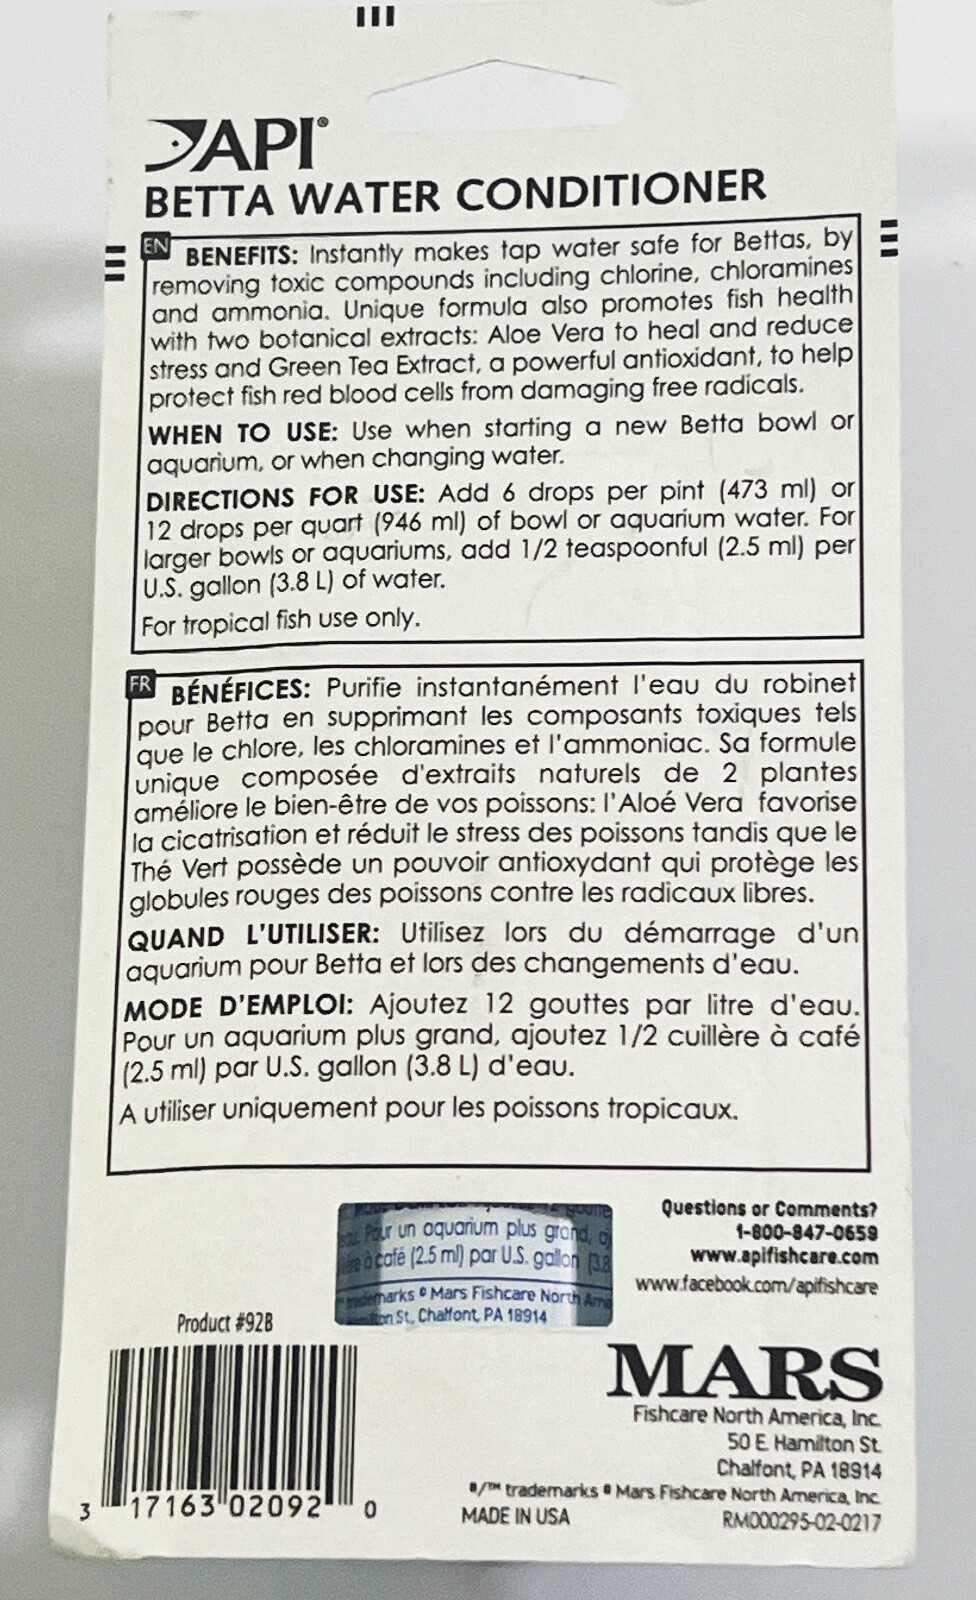 API®
BETTA WATER CONDITIONER
EN BENEFITS: Instantly makes tap water safe for Bettas, by
removing toxic compounds including chlorine, chloramines
and ammonia. Unique formula also promotes fish health
with two botanical extracts: Aloe Vera to heal and reduce
stress and Green Tea Extract, a powerful antioxidant, to help
protect fish red blood cells from damaging free radicals.
WHEN TO USE: Use when starting a new Betta bowl or
aquarium, or when changing water.
DIRECTIONS FOR USE: Add 6 drops per pint (473 ml) or
12 drops per quart (946 ml) of bowl or aquarium water. For
larger bowls or aquariums, add 1/2 teaspoonful (2.5 ml) per
U.S. gallon (3.8 L) of water.
For tropical fish use only.
FR BÉNÉFICES: Purifie instantanément l'eau du robinet
pour Betta en supprimant les composants toxiques tels
que le chlore, les chloramines et l'ammoniac. Sa formule
unique composée d'extraits naturels de 2 plantes
améliore le bien-être de vos poissons: l'Aloé Vera favorise
la cicatrisation et réduit le stress des poissons tandis que le
Thé Vert possède un pouvoir antioxydant qui protège les
globules rouges des poissons contre les radicaux libres.
QUAND L'UTILISER: Utilisez lors du démarrage d'un
aquarium pour Betta et lors des changements d'eau.
MODE D'EMPLOI: Ajoutez 12 gouttes par litre d'eau.
Pour un aquarium plus grand, ajoutez 1/2 cuillère à café
(2.5 ml) par U.S. gallon (3.8 L) d'eau.
A utiliser uniquement pour les poissons tropicaux.
Pour un aquarium plus grand,
à café (2.5 ml) par U.S. gallon (3.8
trademarks © Mars Fishcare North
St., Chalfont, PA 18914
Questions or Comments?
1-800-847-0659
www.apifishcare.com
www.facebook.com/apifishcare
Product #92B
3 17163 02092 0
MARS
Fishcare North America, Inc.
50 E. Hamilton St.
Chalfont, PA 18914
®/™ trademarks © Mars Fishcare North America, Inc.
MADE IN USA
RM000295-02-0217